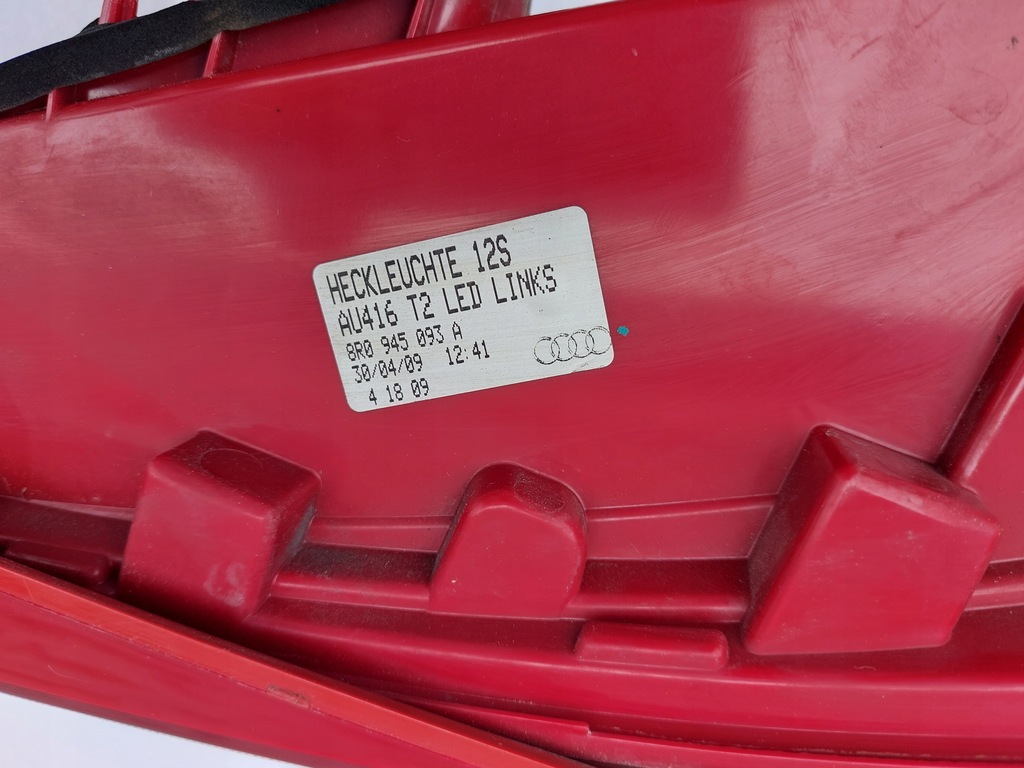 HECKLEUCHTE 12S
AU416 T2 LED LINKS
8R0 945 093 A
30/04/09 12:41
4 18 09